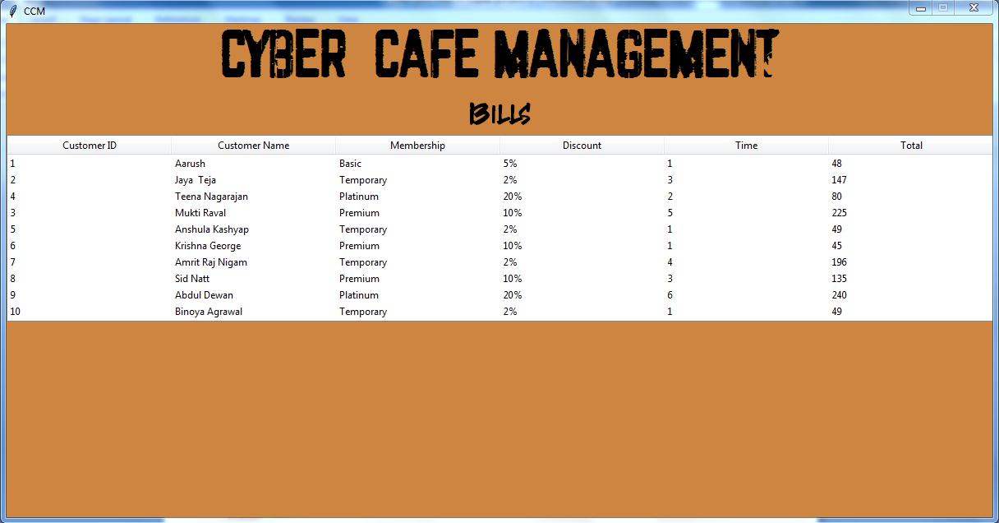 CCM
CYBER CAFE MANAGEMENT
BILLS
Customer ID Customer Name Membership Discount Time Total
1 Aarush Basic 5% 1 48
2 Jaya  Teja Temporary 2% 3 147
4 Teena Nagarajan Platinum 20% 2 80
3 Mukti Raval Premium 10% 5 225
5 Anshula Kashyap Temporary 2% 1 49
6 Krishna George Premium 10% 1 45
7 Amrit Raj Nigam Temporary 2% 4 196
8 Sid Natt Premium 10% 3 135
9 Abdul Dewan Platinum 20% 6 240
10 Binoya Agrawal Temporary 2% 1 49